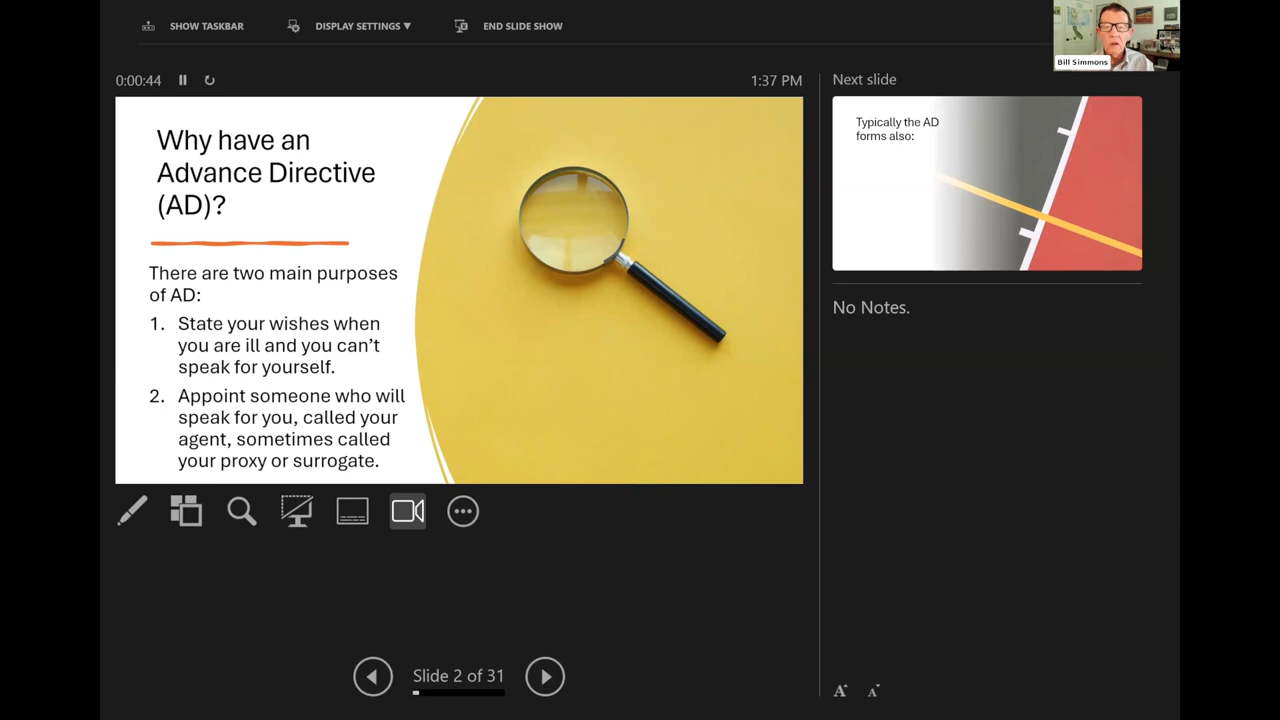 SHOW TASKBAR
DISPLAY SETTINGS ▼
END SLIDE SHOW
Bill Simmons
0:00:44
1:37 PM
Next slide
Why have an
Advance Directive
(AD)?
There are two main purposes
of AD:
1. State your wishes when
you are ill and you can’t
speak for yourself.
2. Appoint someone who will
speak for you, called your
agent, sometimes called
your proxy or surrogate.
Typically the AD
forms also:
No Notes.
Slide 2 of 31
A A